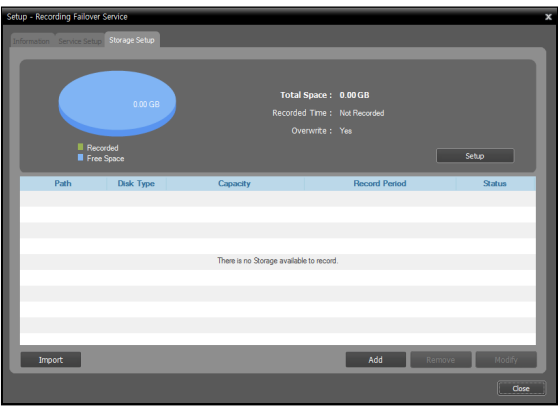 Setup - Recording Failover Service x
Information Service Setup Storage Setup
0.00 GB
Total Space : 0.00 GB
Recorded Time : Not Recorded
Overwrite : Yes
Recorded
Free Space
Setup
Path Disk Type Capacity Record Period Status
There is no Storage available to record.
Import Add Remove Modify
Close